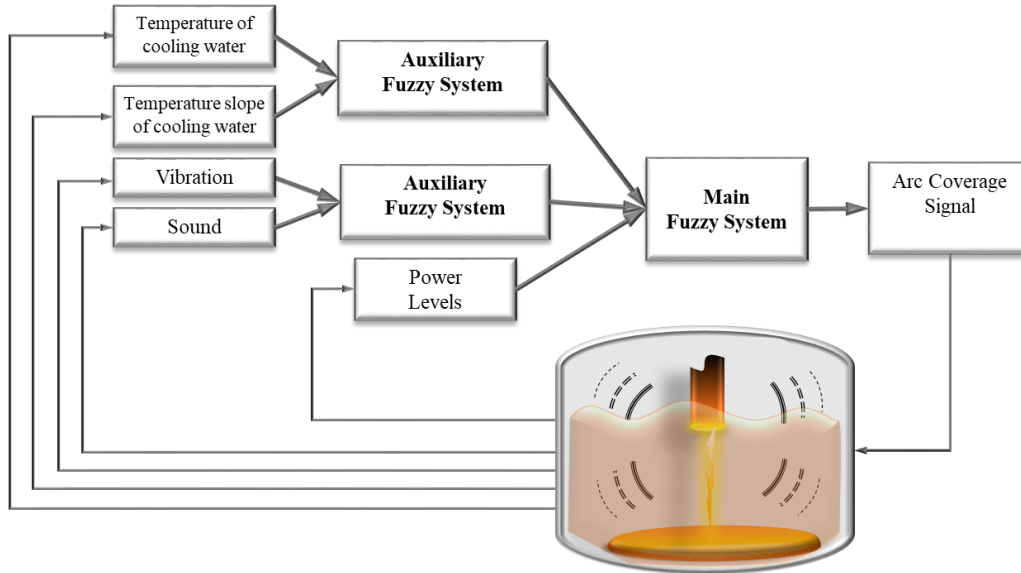 Temperature of
cooling water
Temperature slope
of cooling water
Vibration
Sound
Auxiliary
Fuzzy System
Auxiliary
Fuzzy System
Power
Levels
Main
Fuzzy System
Arc Coverage
Signal